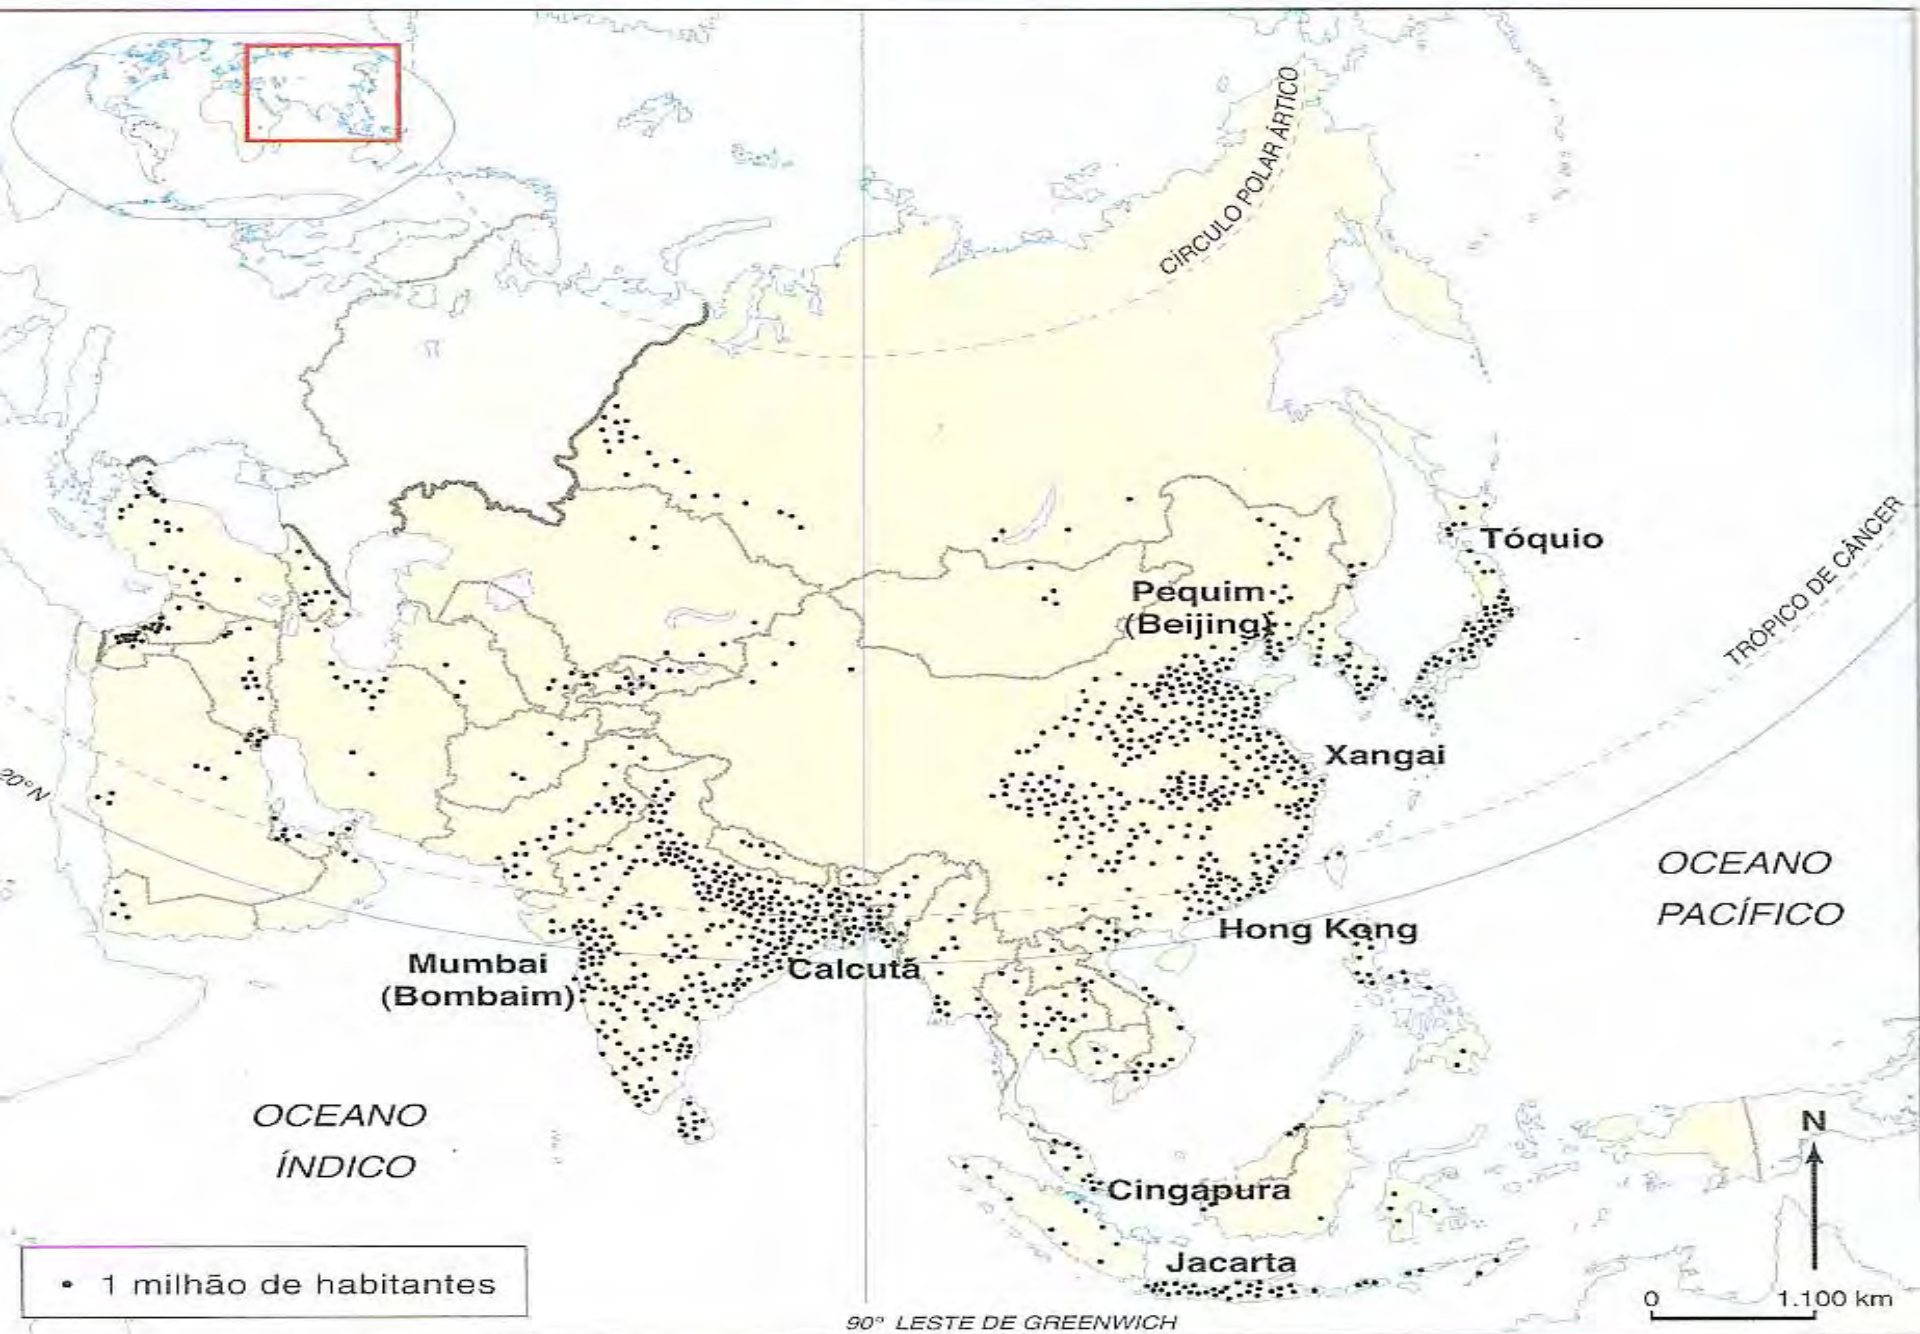 CÍRCULO POLAR ÁRTICO
Tóquio
TRÓPICO DE CÂNCER
Pequim
(Beijing)
Xangai
20° N
OCEANO
PACÍFICO
Hong Kong
Mumbai
(Bombaim)
Calcutá
OCEANO
ÍNDICO
N
Cingapura
Jacarta
1 milhão de habitantes
0 1.100 km
90° LESTE DE GREENWICH